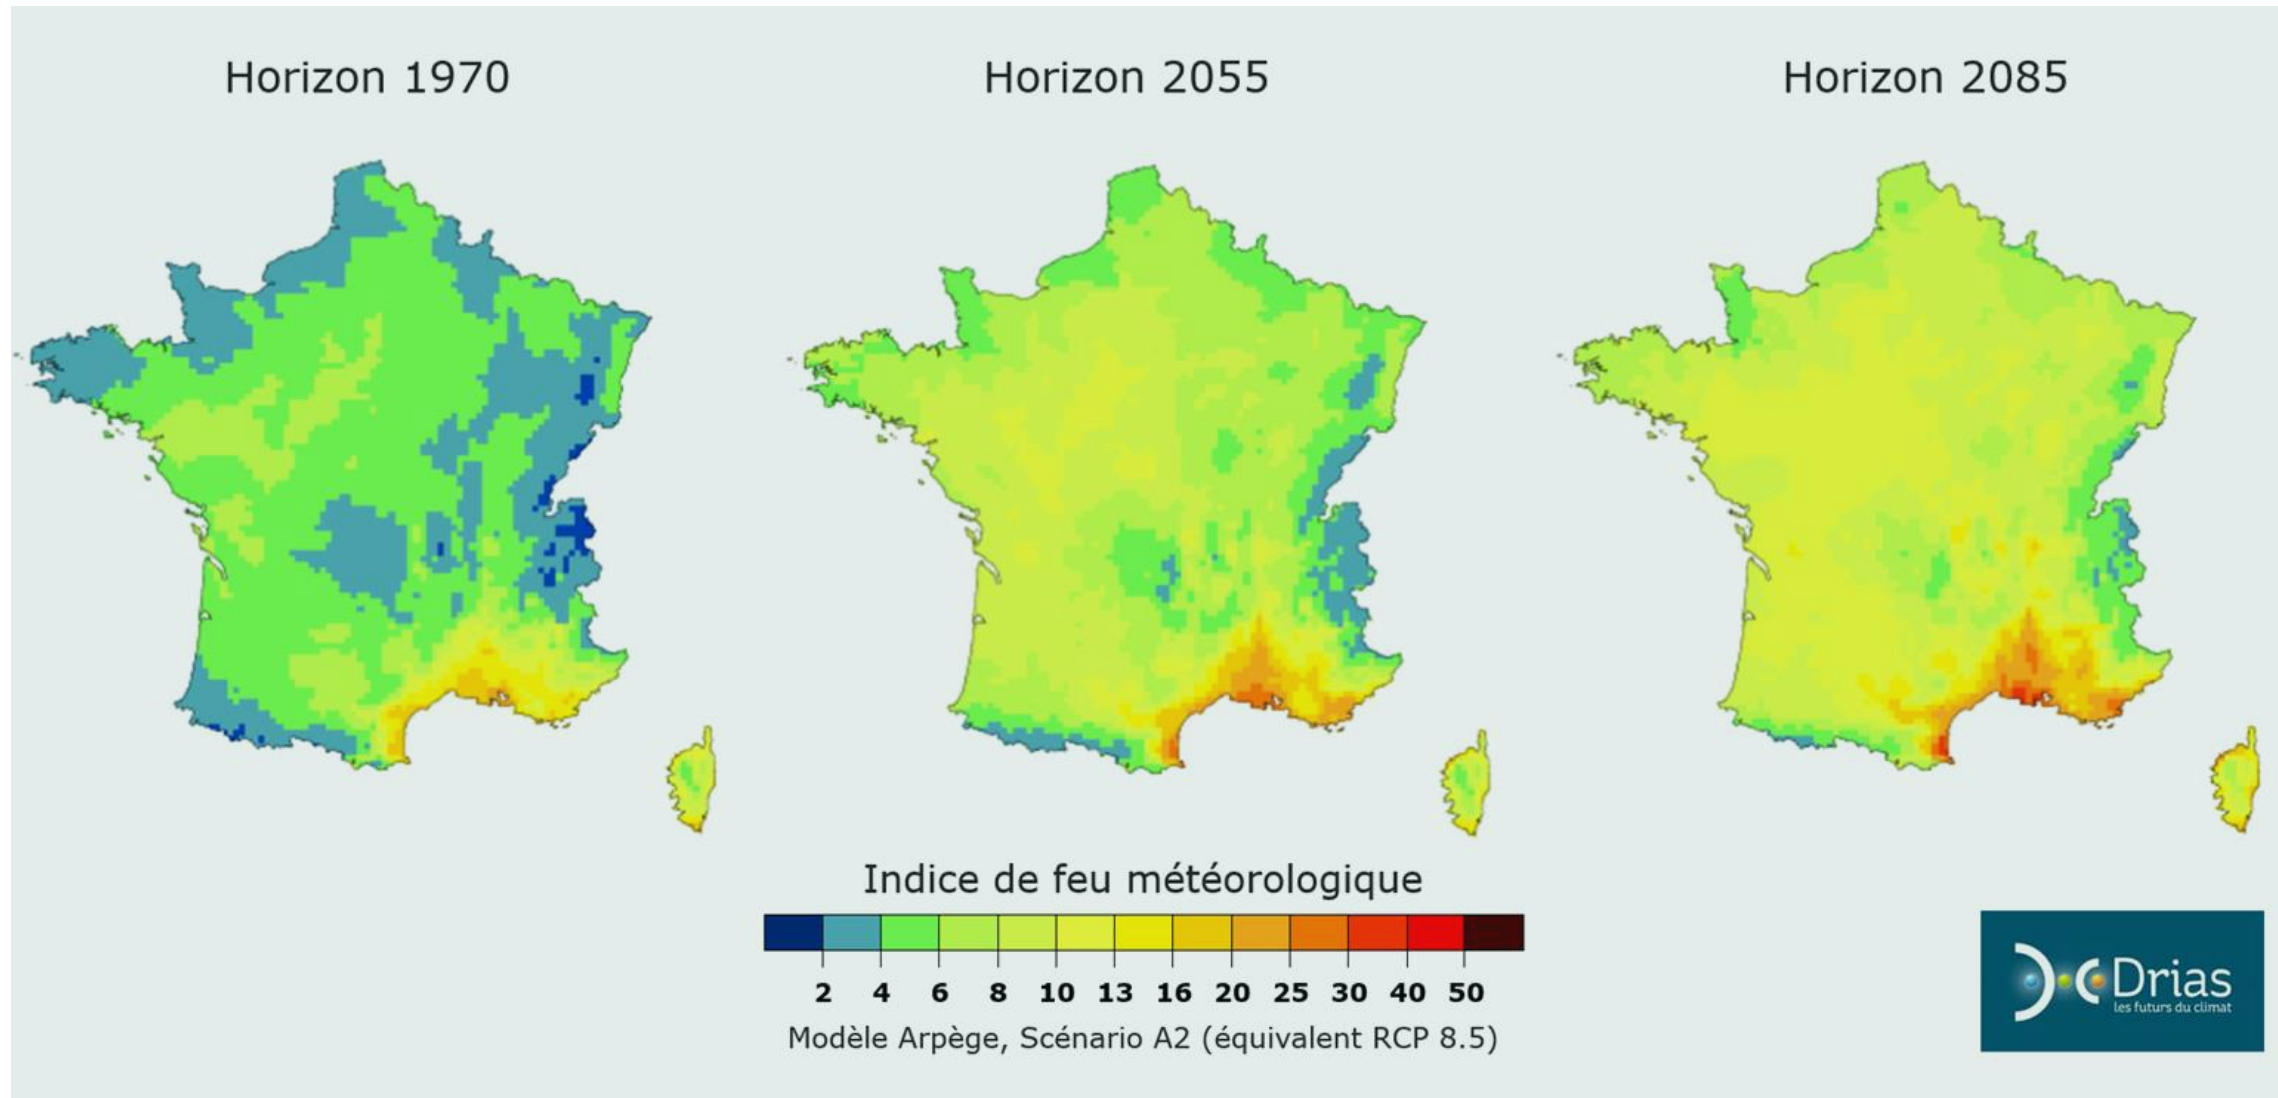 Horizon 1970
Horizon 2055
Horizon 2085
Indice de feu météorologique
2 4 6 8 10 13 16 20 25 30 40 50
Modèle Arpège, Scénario A2 (équivalent RCP 8.5)
Drias
les futurs du climat